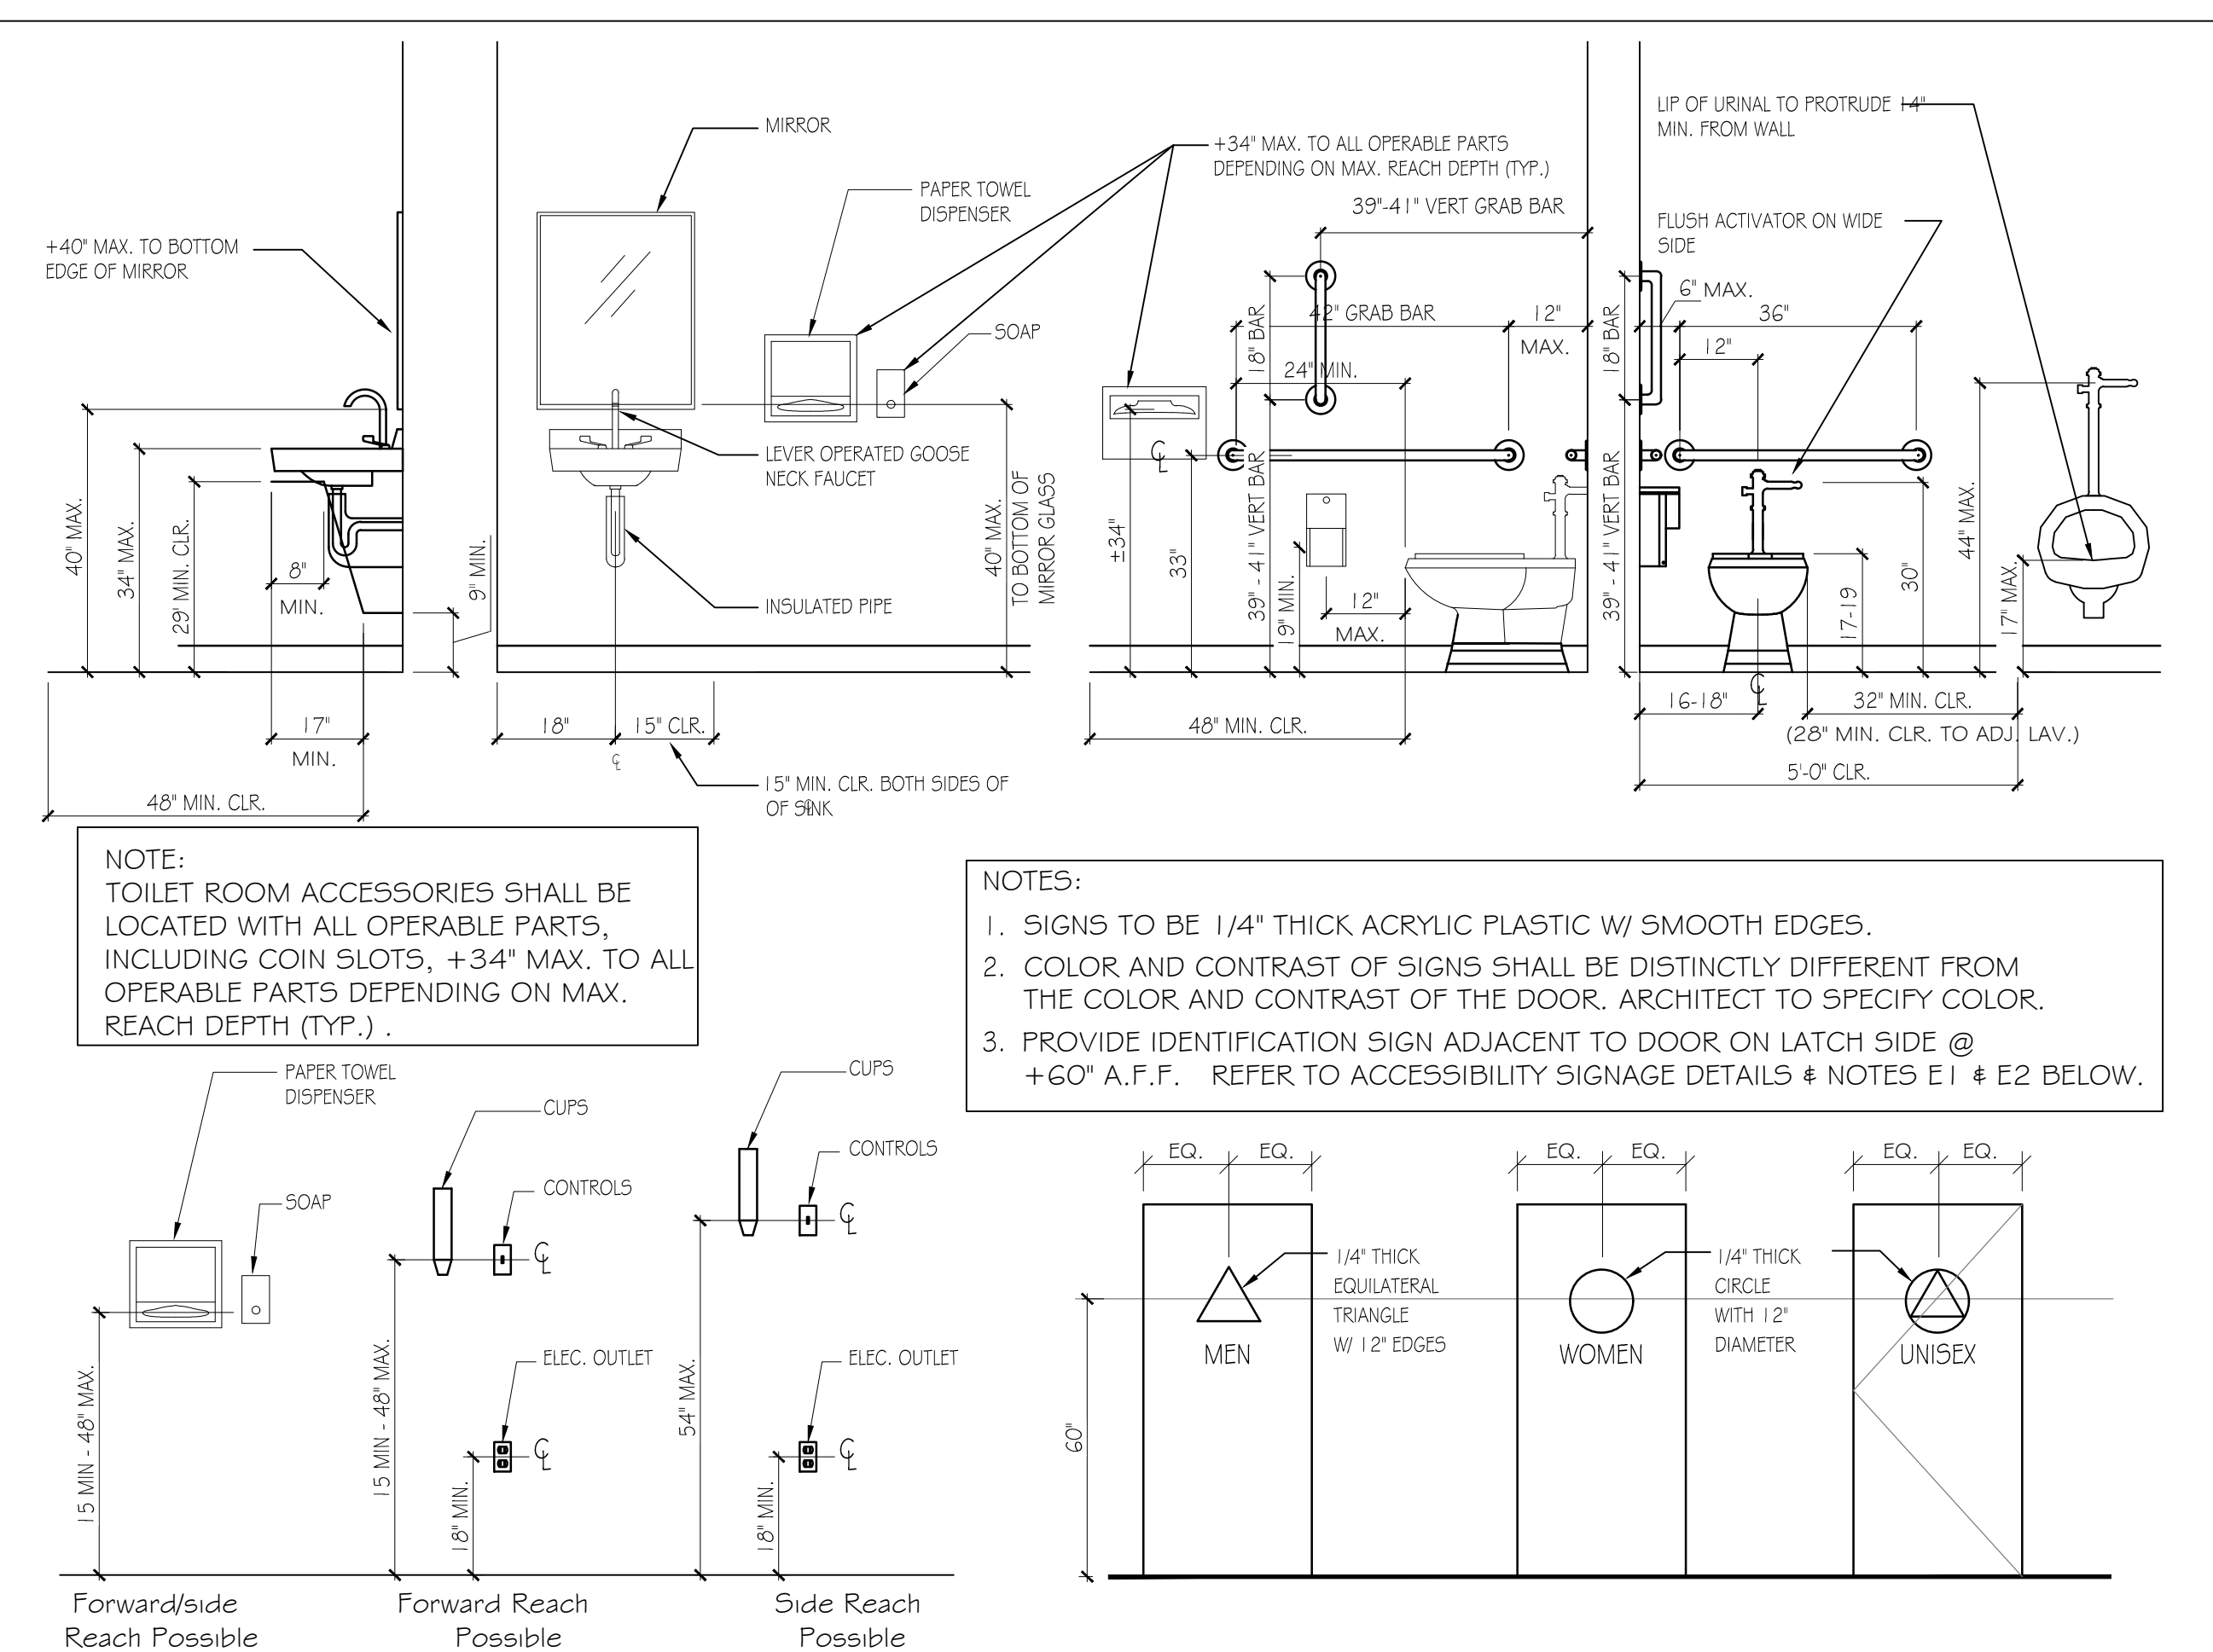 LIP OF URINAL TO PROTRUDE 14"
MIN. FROM WALL
MIRROR
+34" MAX. TO ALL OPERABLE PARTS
DEPENDING ON MAX. REACH DEPTH (TYP.)
PAPER TOWEL
DISPENSER
39"-41" VERT GRAB BAR
FLUSH ACTIVATOR ON WIDE
SIDE
+40" MAX. TO BOTTOM
EDGE OF MIRROR
SOAP
18" BAR
42" GRAB BAR
12"
MAX.
24" MIN.
18" BAR
6" MAX.
36"
12"
LEVER OPERATED GOOSE
NECK FAUCET
40" MAX.
34" MAX.
29' MIN. CLR.
8"
MIN.
9" MIN.
INSULATED PIPE
40" MAX.
TO BOTTOM OF
MIRROR GLASS
±34"
℄
33"
39" - 41" VERT BAR
19" MIN.
12"
MAX.
39" - 41" VERT BAR
17-19
30"
44" MAX.
17" MAX.
17"
MIN.
48" MIN. CLR.
18"
15" CLR.
℄
15" MIN. CLR. BOTH SIDES OF
OF SINK
℄
48" MIN. CLR.
16-18"
℄
32" MIN. CLR.
(28" MIN. CLR. TO ADJ. LAV.)
5'-0" CLR.
NOTE:
TOILET ROOM ACCESSORIES SHALL BE
LOCATED WITH ALL OPERABLE PARTS,
INCLUDING COIN SLOTS, +34" MAX. TO ALL
OPERABLE PARTS DEPENDING ON MAX.
REACH DEPTH (TYP.) .
NOTES:
1. SIGNS TO BE 1/4" THICK ACRYLIC PLASTIC W/ SMOOTH EDGES.
2. COLOR AND CONTRAST OF SIGNS SHALL BE DISTINCTLY DIFFERENT FROM
THE COLOR AND CONTRAST OF THE DOOR. ARCHITECT TO SPECIFY COLOR.
3. PROVIDE IDENTIFICATION SIGN ADJACENT TO DOOR ON LATCH SIDE @
+60" A.F.F. REFER TO ACCESSIBILITY SIGNAGE DETAILS & NOTES E1 & E2 BELOW.
PAPER TOWEL
DISPENSER
SOAP
15 MIN - 48" MAX.
Forward/side
Reach Possible
CUPS
CONTROLS
℄
15 MIN - 48" MAX.
ELEC. OUTLET
℄
18" MIN.
Forward Reach
Possible
CUPS
CONTROLS
℄
54" MAX.
ELEC. OUTLET
℄
18" MIN.
Side Reach
Possible
EQ.
EQ.
EQ.
EQ.
EQ.
EQ.
1/4" THICK
EQUILATERAL
TRIANGLE
W/ 12" EDGES
1/4" THICK
CIRCLE
WITH 12"
DIAMETER
MEN
WOMEN
UNISEX
60"